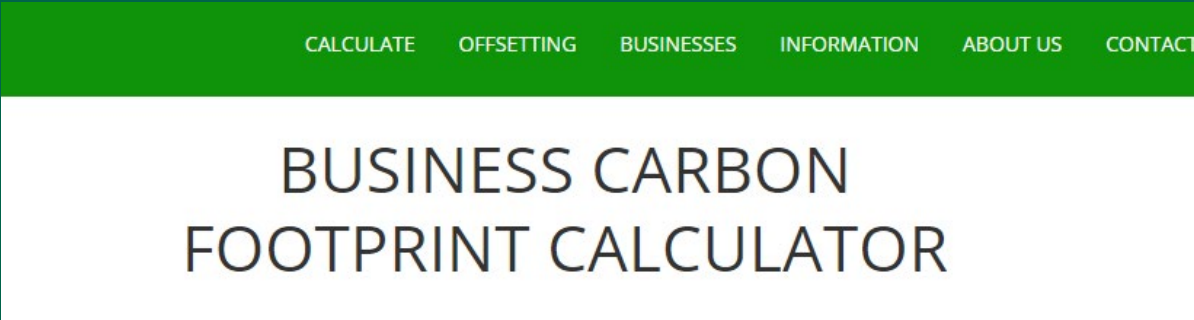 CALCULATE OFFSETTING BUSINESSES INFORMATION ABOUT US CONTACT
BUSINESS CARBON
FOOTPRINT CALCULATOR